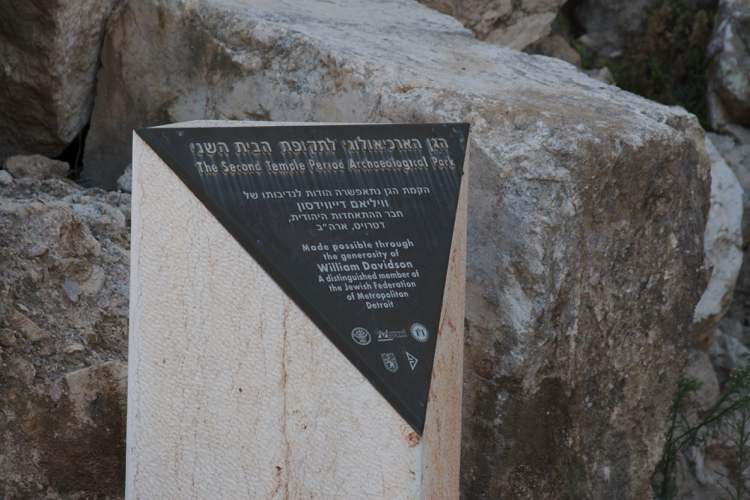 הגן הארכיאולוגי לתקופת הבית השני
The Second Temple Period Archaeological Park
הקמת הגן נתאפשרה הודות לנדיבותו של
וויליאם דייווידסון
חבר ההתאחדות היהודית,
דטרויט, ארה"ב
Made possible through
the generosity of
William Davidson
A distinguished member of
the Jewish Federation
of Metropolitan
Detroit